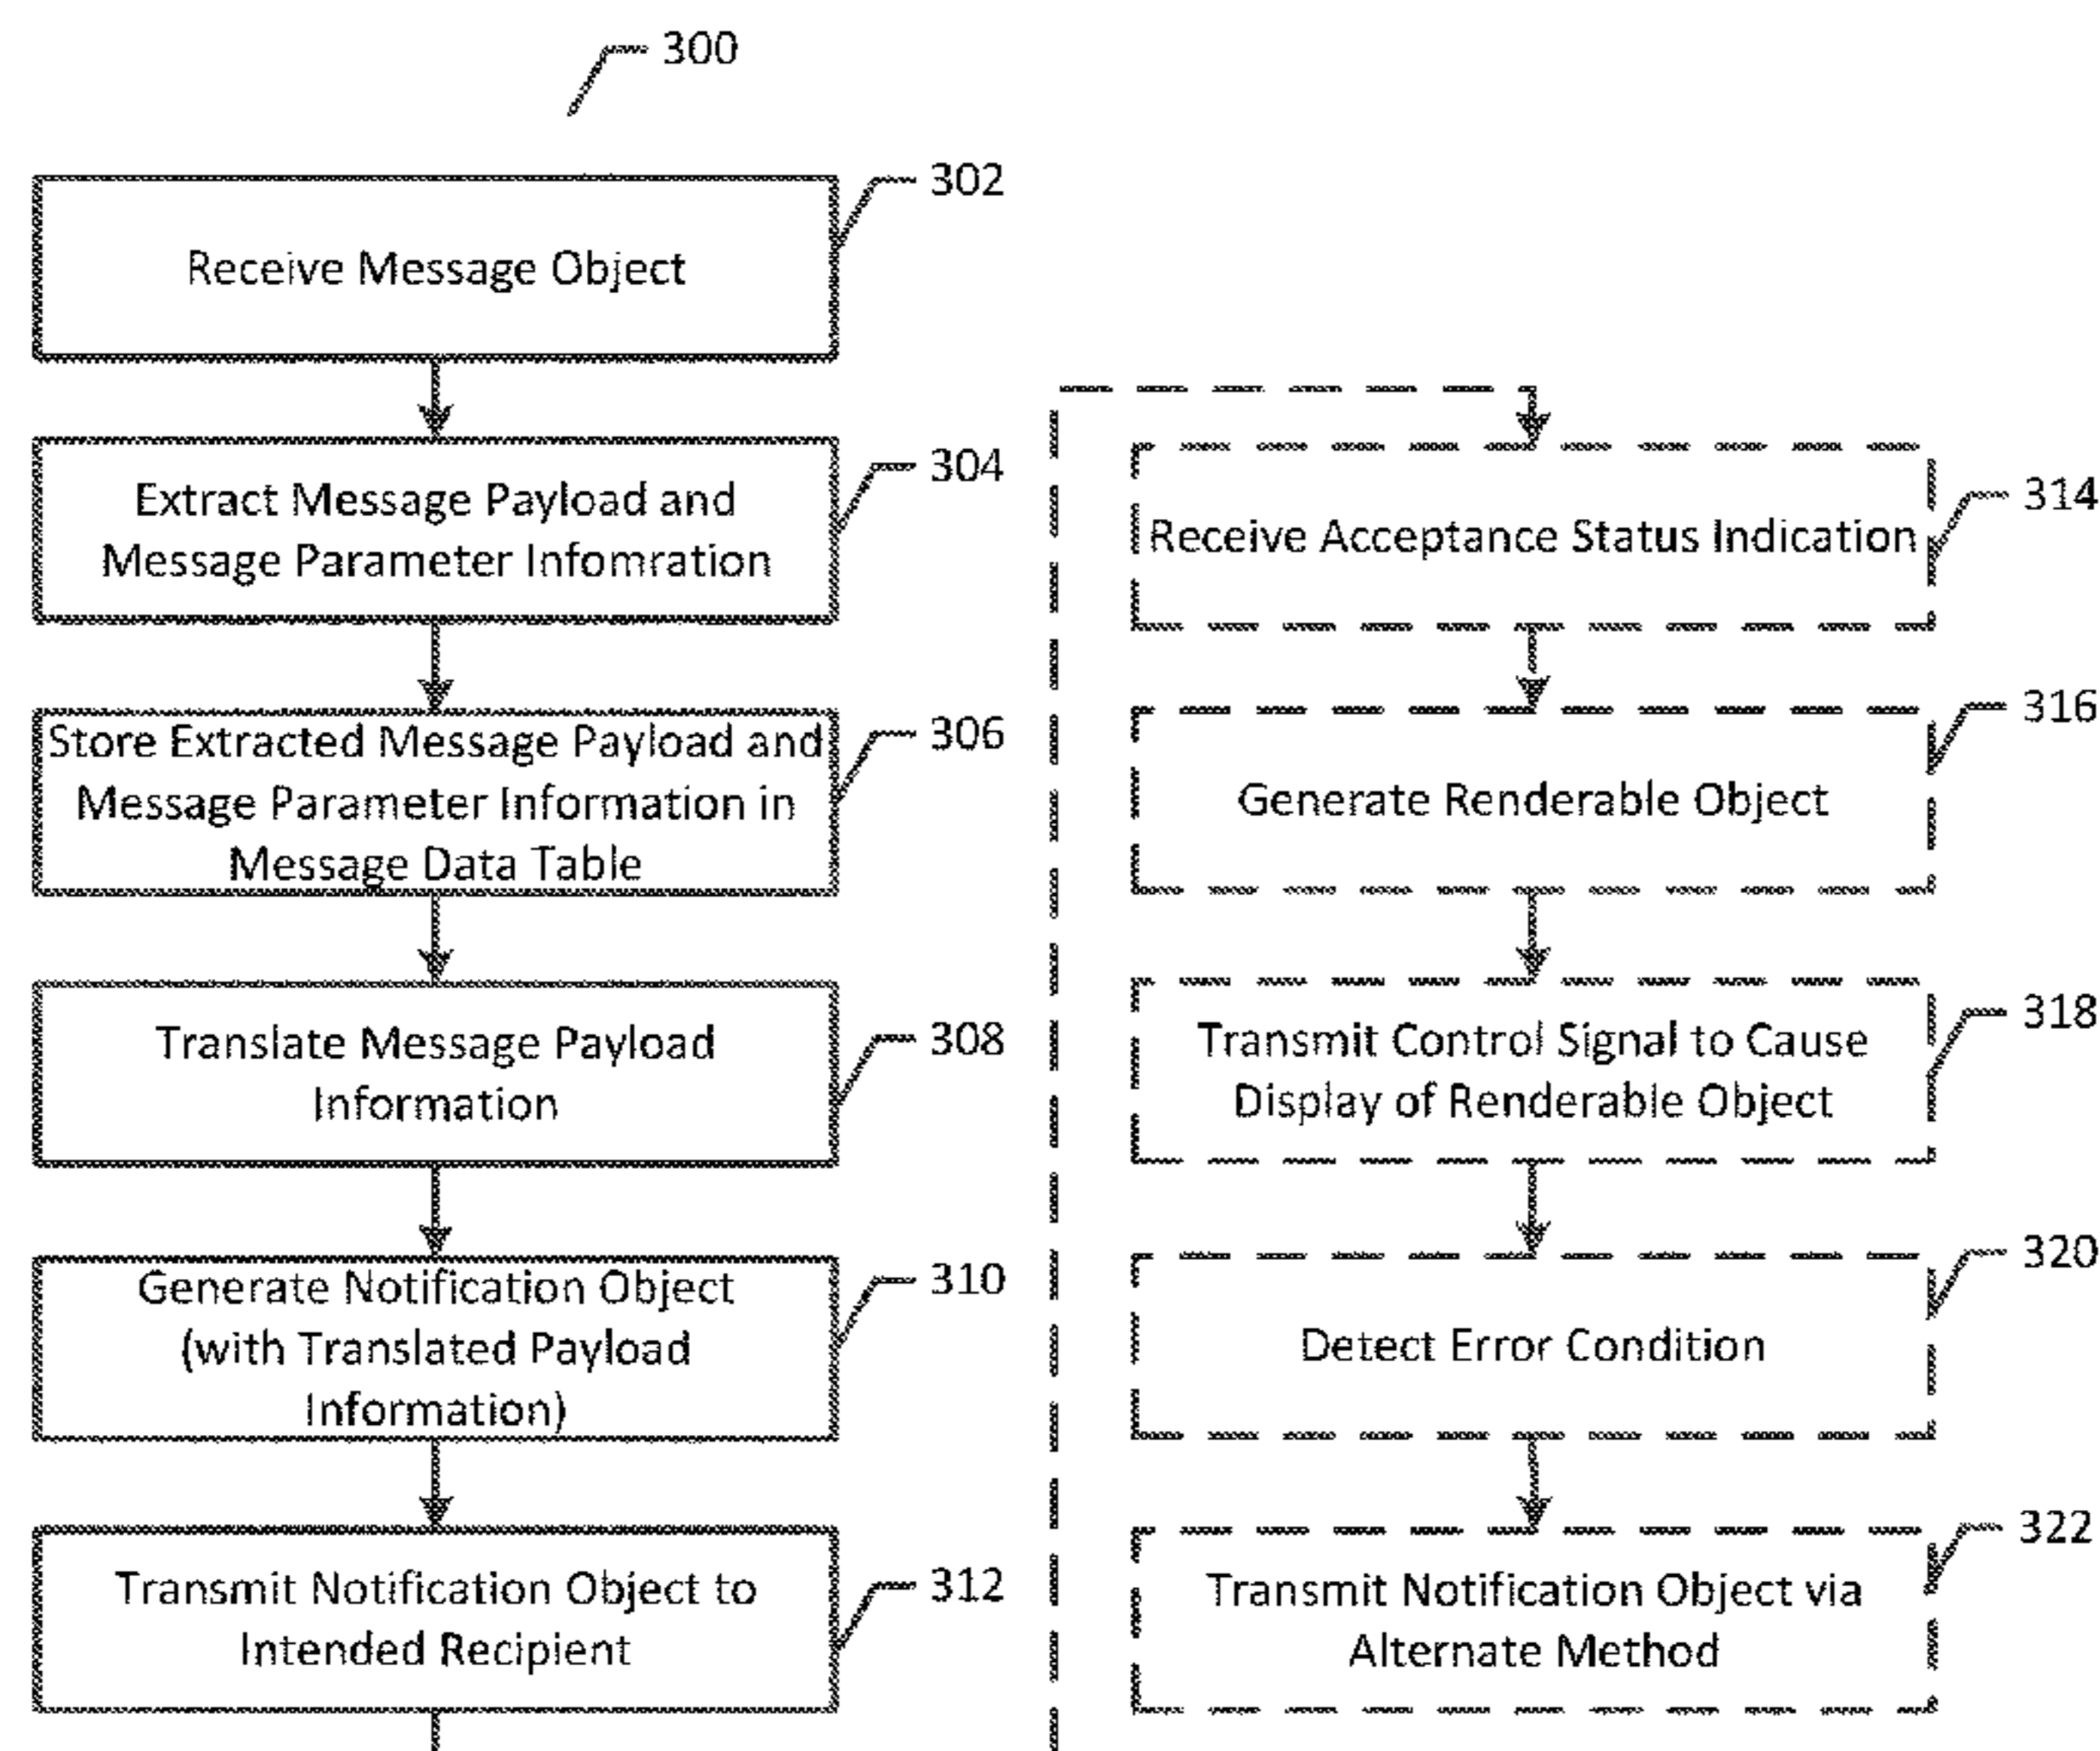 300
302
Receive Message Object
304
Extract Message Payload and
Message Parameter Infomration
306
Store Extracted Message Payload and
Message Parameter Information in
Message Data Table
308
Translate Message Payload
Information
310
Generate Notification Object
(with Translated Payload
Information)
312
Transmit Notification Object to
Intended Recipient
314
Receive Acceptance Status Indication
316
Generate Renderable Object
318
Transmit Control Signal to Cause
Display of Renderable Object
320
Detect Error Condition
322
Transmit Notification Object via
Alternate Method